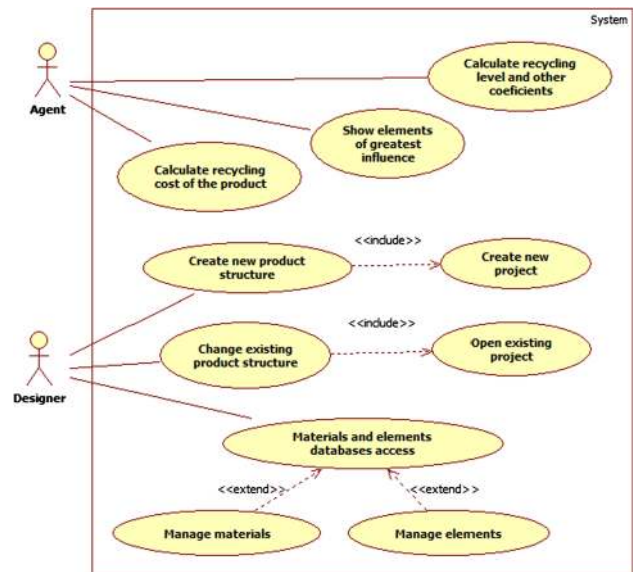 System
Agent
Calculate recycling
level and other
coeficients
Show elements
of greatest
influence
Calculate recycling
cost of the product
<<include>>
Create new product
structure
Create new
project
<<include>>
Change existing
product structure
Open existing
project
Designer
Materials and elements
databases access
<<extend>>
<<extend>>
Manage materials
Manage elements